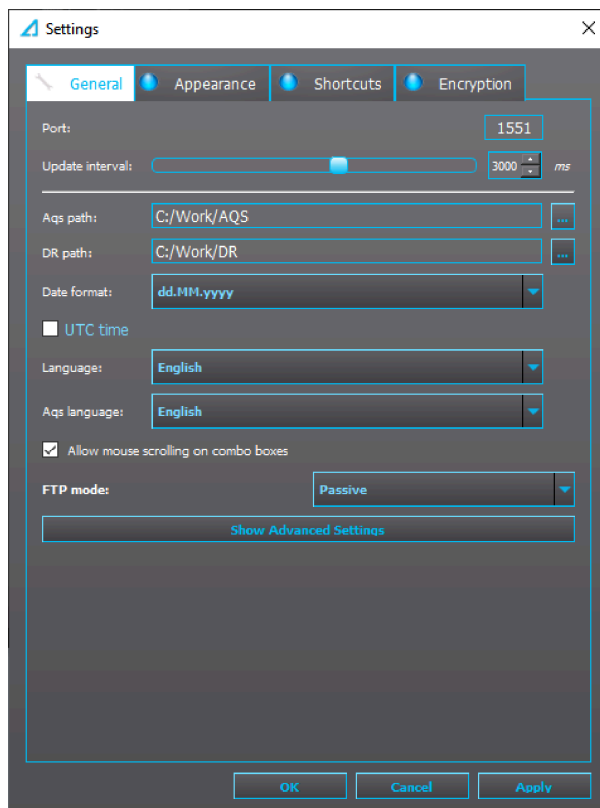 Settings
General Appearance Shortcuts Encryption
Port: 1551
Update interval: 3000 ms
Aqs path: C:/Work/AQS ...
DR path: C:/Work/DR ...
Date format: dd.MM.yyyy
UTC time
Language: English
Aqs language: English
Allow mouse scrolling on combo boxes
FTP mode: Passive
Show Advanced Settings
OK Cancel Apply